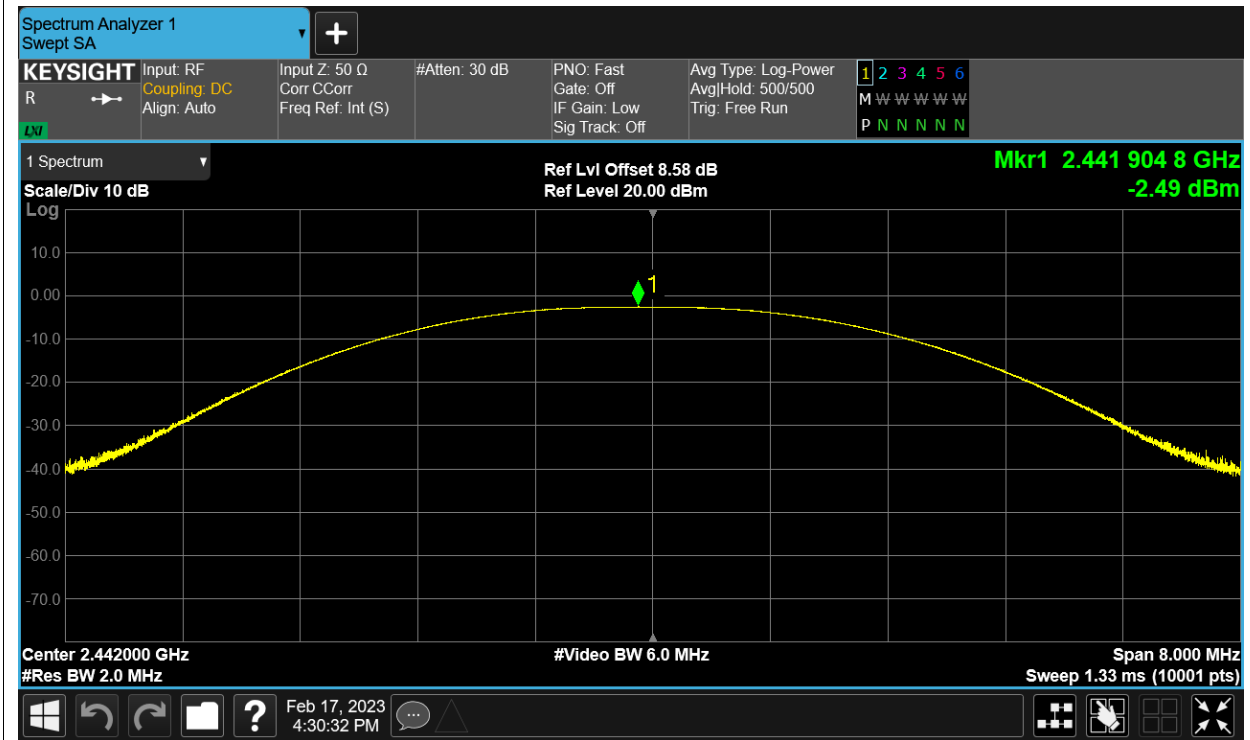 Spectrum Analyzer 1
Swept SA
KEYSIGHT
R
LXI
Input: RF
Coupling: DC
Align: Auto
Input Z: 50 Ω
Corr CCorr
Freq Ref: Int (S)
#Atten: 30 dB
PNO: Fast
Gate: Off
IF Gain: Low
Sig Track: Off
Avg Type: Log-Power
Avg|Hold: 500/500
Trig: Free Run
1 2 3 4 5 6
M W W W W W
P N N N N N
1 Spectrum
Scale/Div 10 dB
Log
Ref Lvl Offset 8.58 dB
Ref Level 20.00 dBm
Mkr1 2.441 904 8 GHz
-2.49 dBm
10.0
0.00
-10.0
-20.0
-30.0
-40.0
-50.0
-60.0
-70.0
1
Center 2.442000 GHz
#Res BW 2.0 MHz
#Video BW 6.0 MHz
Span 8.000 MHz
Sweep 1.33 ms (10001 pts)
?
Feb 17, 2023
4:30:32 PM